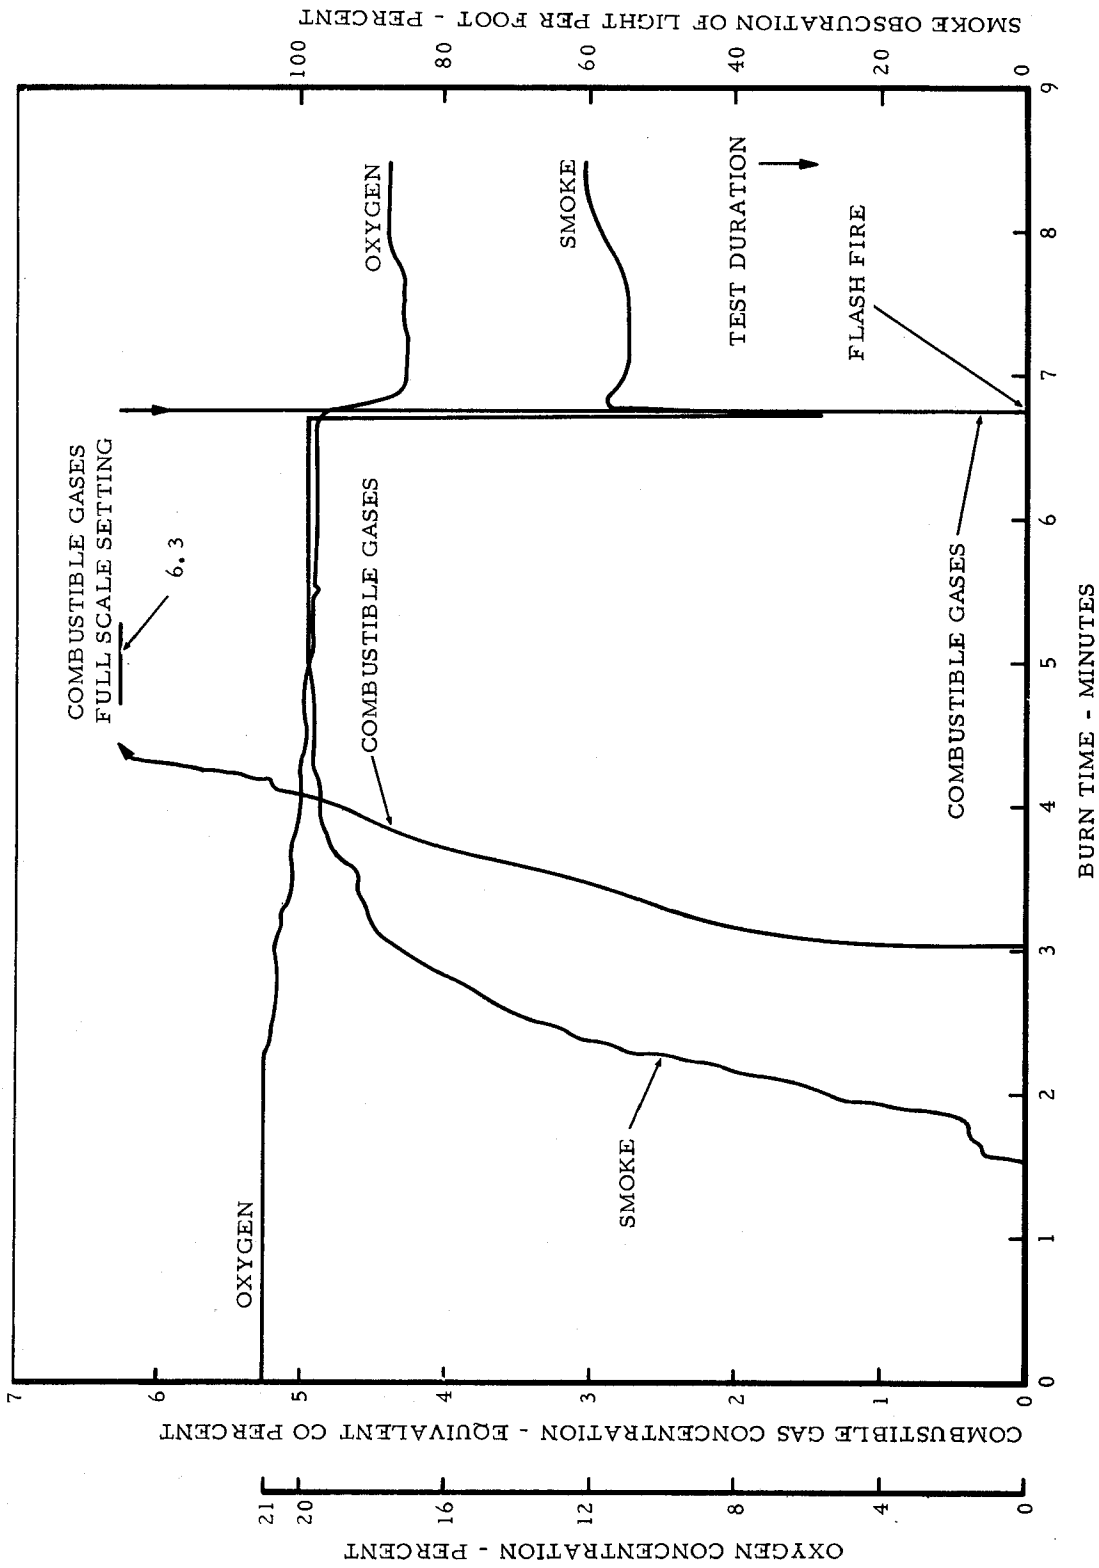 SMOKE OBSCURATION OF LIGHT PER FOOT - PERCENT
100
80
60
40
20
0
COMBUSTIBLE GASES
FULL SCALE SETTING
6.3
OXYGEN
SMOKE
TEST DURATION
FLASH FIRE
COMBUSTIBLE GASES
COMBUSTIBLE GASES
SMOKE
OXYGEN
0
1
2
3
4
5
6
7
8
9
BURN TIME - MINUTES
7
6
5
4
3
2
1
0
COMBUSTIBLE GAS CONCENTRATION - EQUIVALENT CO PERCENT
21
20
16
12
8
4
0
OXYGEN CONCENTRATION - PERCENT